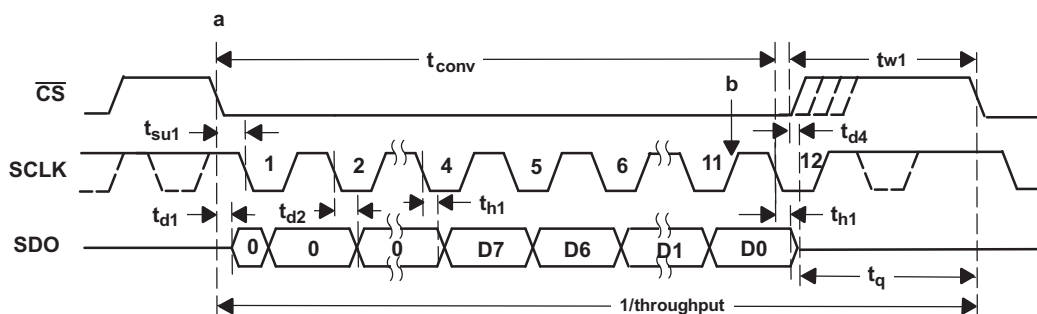 a
t_conv
tw1
CS
b
t_su1
t_d4
SCLK
1
2
4
5
6
11
12
t_d1
t_d2
t_h1
t_h1
SDO
0
0
0
D7
D6
D1
D0
t_q
1/throughput